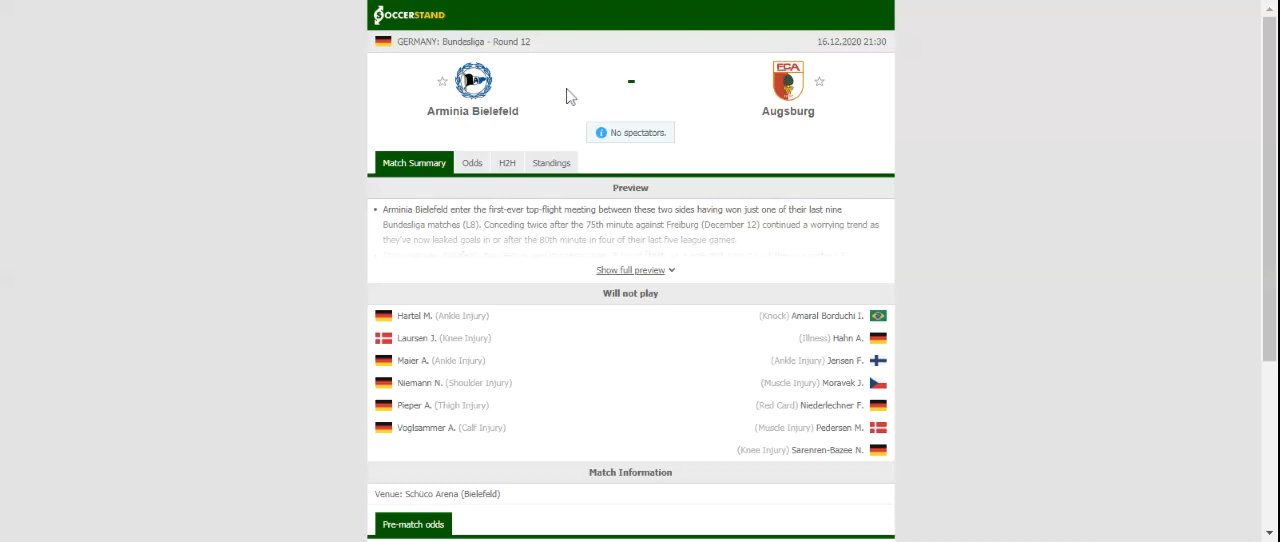 SOCCERSTAND
GERMANY: Bundesliga - Round 12 16.12.2020 21:30
-
Arminia Bielefeld Augsburg
FCA
No spectators.
Match Summary Odds H2H Standings
Preview
• Arminia Bielefeld enter the first-ever top-flight meeting between these two sides having won just one of their last nine
Bundesliga matches (L8). Conceding twice after the 75th minute against Freiburg (December 12) continued a worrying trend as
they've now leaked goals in or after the 80th minute in four of their last five league games.
Show full preview
Will not play
Hartel M. (Ankle Injury) (Knock) Amaral Borduchi I.
Laursen J. (Knee Injury) (Illness) Hahn A.
Maier A. (Ankle Injury) (Ankle Injury) Jensen F.
Niemann N. (Shoulder Injury) (Muscle Injury) Moravek J.
Pieper A. (Thigh Injury) (Red Card) Niederlechner F.
Voglsammer A. (Calf Injury) (Muscle Injury) Pedersen M.
(Knee Injury) Sarenren-Bazee N.
Match Information
Venue: Schüco Arena (Bielefeld)
Pre-match odds